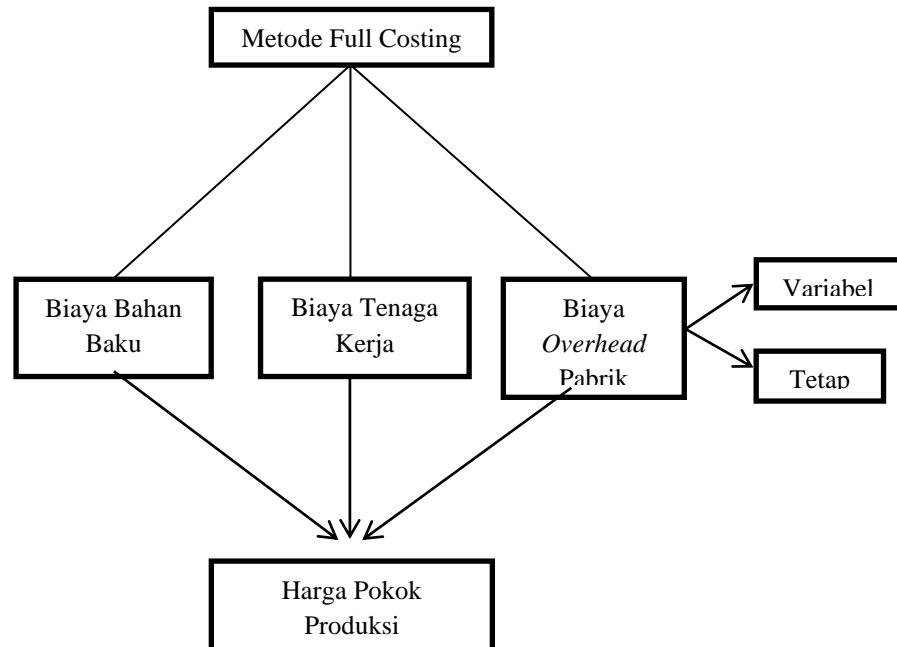 Metode Full Costing
Biaya Bahan
Baku
Biaya Tenaga
Kerja
Biaya
Overhead
Pabrik
Variabel
Tetap
Harga Pokok
Produksi